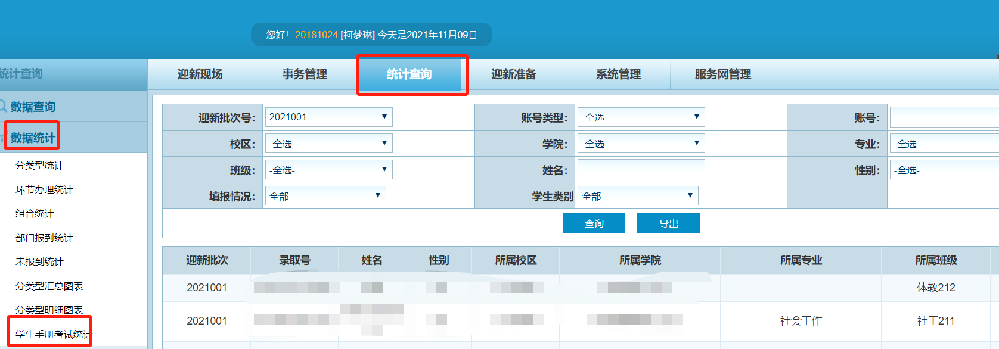 您好！20181024 [柯梦琳] 今天是2021年11月09日
统计查询
迎新现场 事务管理 统计查询 迎新准备 系统管理 服务网管理
数据查询
数据统计
分类型统计
环节办理统计
组合统计
部门报到统计
未报到统计
分类型汇总图表
分类型明细图表
学生手册考试统计
迎新批次号： 2021001 账号类型： -全选- 账号：
校区： -全选- 学院： -全选- 专业： -全选-
班级： -全选- 姓名： 性别： -全选-
填报情况： 全部 学生类别 全部
查询 导出
迎新批次 录取号 姓名 性别 所属校区 所属学院 所属专业 所属班级
2021001 体教212
2021001 社会工作 社工211